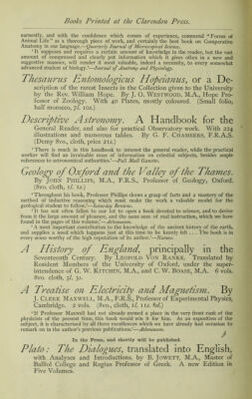 Books Printed at the Clarendon Press.
earnestly, and with the confidence which comes of experience, commend "Forms of
Animal Life" as a thorough piece of work, and certainly the best book on Comparative
Anatomy in our language."—Quarterly Journal of Microscopical Science.
"It supposes and requires a certain amount of knowledge in the reader, but the vast
amount of compressed and clearly put information which it gives often in a new and
suggestive manner, will render it most valuable, indeed a necessity, to every somewhat
advanced student of biology."—Journal of Anatomy and Physiology.
Thesaurus Entomologicus Hopeianus, or a De-
scription of the rarest Insects in the Collection given to the University
by the Rev. William Hope. By J. O. WESTWOOD, M.A., Hope Pro-
fessor of Zoology. With 40 Plates, mostly coloured. (Small folio,
half morocco, 7l. 10s.)
Descriptive Astronomy. A Handbook for the
General Reader, and also for practical Observatory work. With 224
illustrations and numerous tables. By G. F. CHAMBERS, F.R.A.S.
(Demy 8vo., cloth, price 21s.)
"There is much in this handbook to interest the general reader, while the practical
worker will find an invaluable mass of information on celestial subjects, besides ample
references to astronomical authorities."—Pall Mall Gazette.
Geology of Oxford and the Valley of the Thames.
By JOHN PHILLIPS, M.A., F.R.S., Professor of Geology, Oxford.
(8vo, cloth, 1l. 1s.)
"Throughout his book, Professor Phillips shows a grasp of facts and a mastery of the
method of inductive reasoning which must make the work a valuable model for the
geological student to follow."—Saturday Review.
"It has not often fallen to our lot to open a book devoted to science, and to derive
from it the large amount of pleasure, and the same sum of real instruction, which we have
found in the pages of this volume."
"A most important contribution to the knowledge of the ancient history of the earth,
and supplies a want which happens just at this time to be keenly felt .... The book is in
every sense worthy of the high reputation of its author."—Nature.
A History of England, principally in the
Seventeenth Century. By LEOPOLD VON RANKE. Translated by
Resident Members of the University of Oxford, under the super-
intendence of G. W. KITCHIN, M.A., and C. W. BOASE, M.A. 6 vols.
8vo. cloth, 3l. 3s.
A Treatise on Electricity and Magnetism. By
J. CLERK MAXWELL, M.A., F.R.S., Professor of Experimental Physics,
Cambridge. 2 vols. (8vo, cloth, 1l. 11s. 6d.)
"If Professor Maxwell had not already earned a place in the very front rank of the
physicists of the present time, this book would win it for him. As an exposition of the
subject, it is characterised by all those excellences which we have already had occasion to
remark on in the author's previous publications."—Athenæum.
In the Press, and shortly will be published.
Plato: The Dialogues, translated into English,
with Analyses and Introductions, by B. JOWETT, M.A., Master of
Balliol College and Regius Professor of Greek. A new Edition in
Five Volumes.